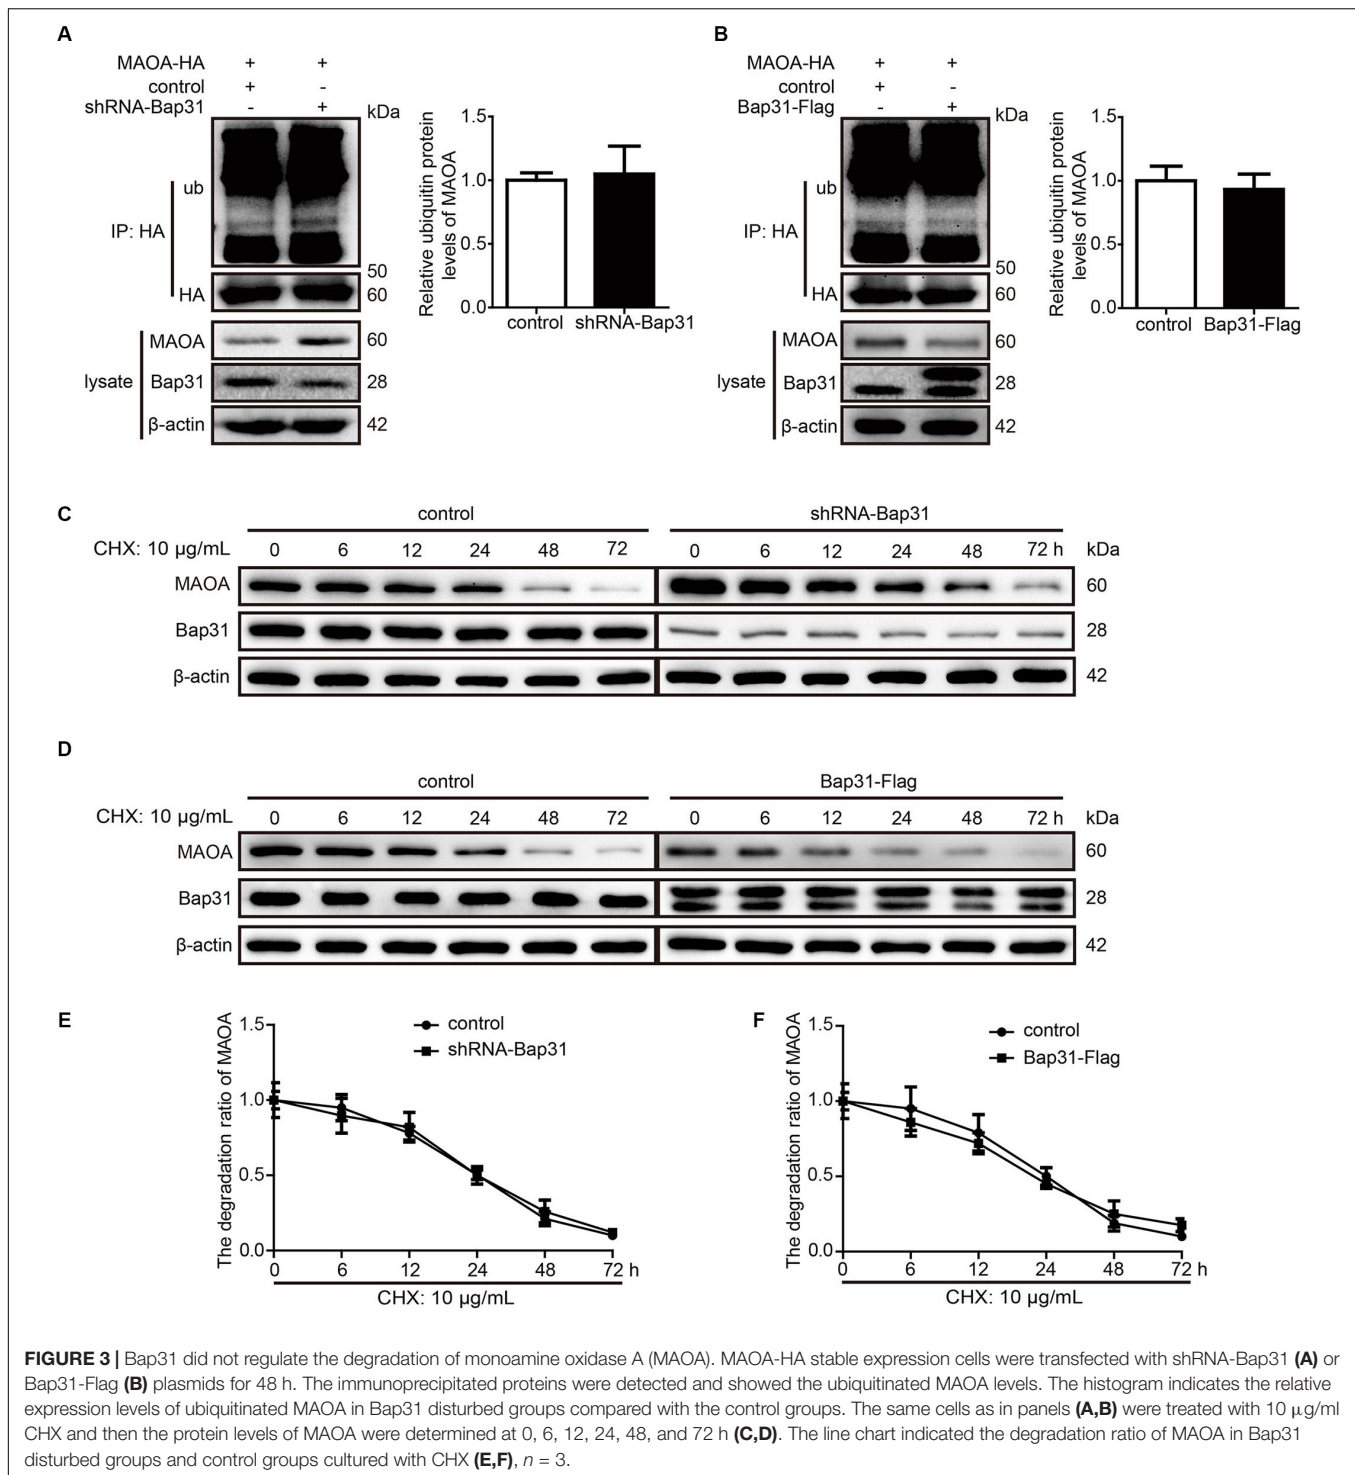 A
MAOA-HA + +
control + -
shRNA-Bap31 - +
kDa
ub
IP: HA
50
HA 60
MAOA 60
lysate
Bap31 28
β-actin 42
Relative ubiquitin protein
levels of MAOA
1.5
1.0
0.5
0.0
control shRNA-Bap31
B
MAOA-HA + +
control + -
Bap31-Flag - +
kDa
ub
IP: HA
50
HA 60
MAOA 60
lysate
Bap31 28
β-actin 42
Relative ubiquitin protein
levels of MAOA
1.5
1.0
0.5
0.0
control Bap31-Flag
C
control shRNA-Bap31
CHX: 10 μg/mL 0 6 12 24 48 72 0 6 12 24 48 72 h kDa
MAOA 60
Bap31 28
β-actin 42
D
control Bap31-Flag
CHX: 10 μg/mL 0 6 12 24 48 72 0 6 12 24 48 72 h kDa
MAOA 60
Bap31 28
β-actin 42
E
The degradation ratio of MAOA
1.5
1.0
0.5
0.0
control
shRNA-Bap31
0 6 12 24 48 72 h
CHX: 10 μg/mL
F
The degradation ratio of MAOA
1.5
1.0
0.5
0.0
control
Bap31-Flag
0 6 12 24 48 72 h
CHX: 10 μg/mL
FIGURE 3 | Bap31 did not regulate the degradation of monoamine oxidase A (MAOA). MAOA-HA stable expression cells were transfected with shRNA-Bap31 (A) or
Bap31-Flag (B) plasmids for 48 h. The immunoprecipitated proteins were detected and showed the ubiquitinated MAOA levels. The histogram indicates the relative
expression levels of ubiquitinated MAOA in Bap31 disturbed groups compared with the control groups. The same cells as in panels (A,B) were treated with 10 μg/ml
CHX and then the protein levels of MAOA were determined at 0, 6, 12, 24, 48, and 72 h (C,D). The line chart indicated the degradation ratio of MAOA in Bap31
disturbed groups and control groups cultured with CHX (E,F), n = 3.